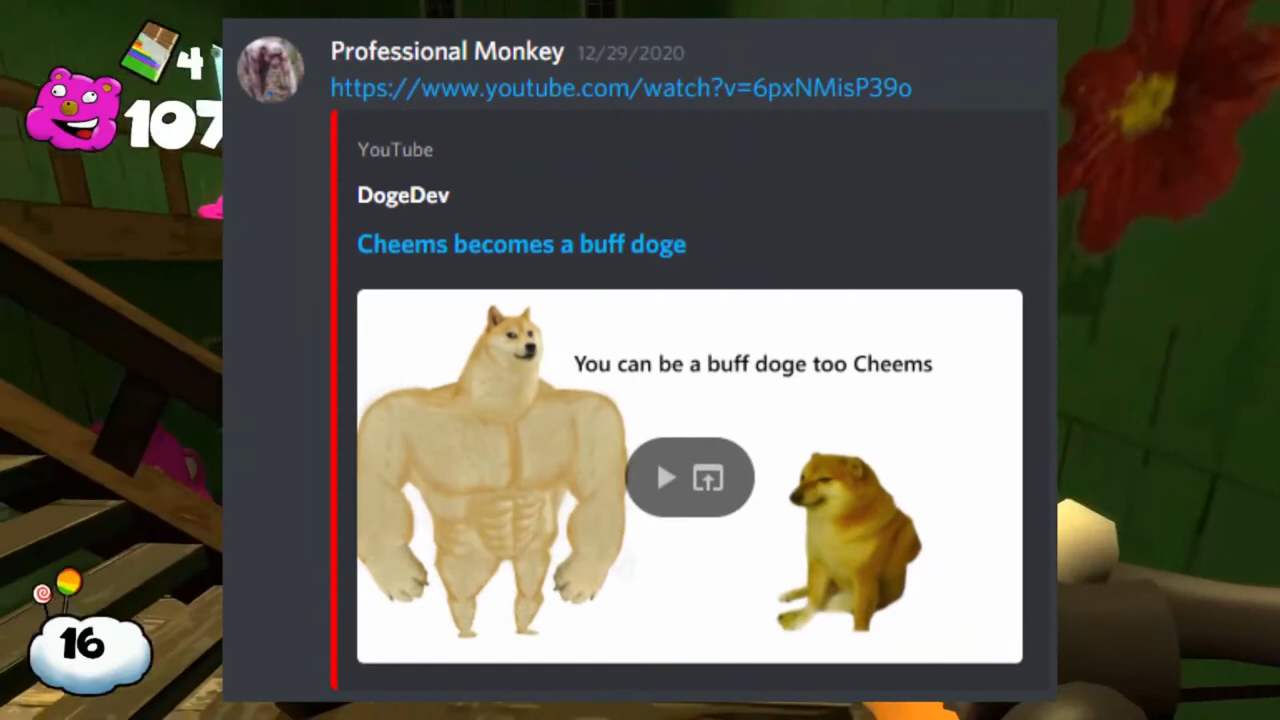 4
107
Professional Monkey 12/29/2020
https://www.youtube.com/watch?v=6pxNMisP39o
YouTube
DogeDev
Cheems becomes a buff doge
You can be a buff doge too Cheems
16